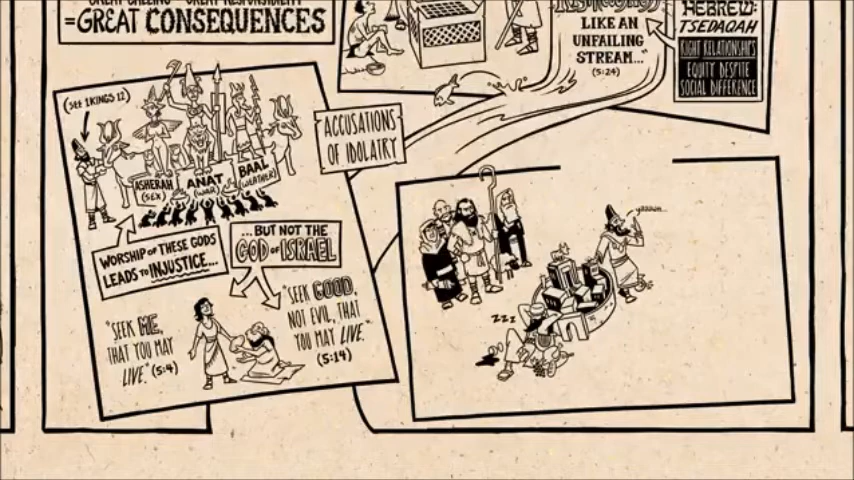 =GREAT CONSEQUENCES
LIKE AN
UNFAILING
STREAM..."
(5:24)
HEBREW:
TSEDAQAH
RIGHT RELATIONSHIPS
EQUITY DESPITE
SOCIAL DIFFERENCE
(SEE 1 KINGS 12)
ACCUSATIONS
OF IDOLATRY
ASHERAH
(SEX)
ANAT
(WAR)
BAAL
(WEATHER)
WORSHIP OF THESE GODS
LEADS TO INJUSTICE...
...BUT NOT THE
GOD OF ISRAEL
"SEEK ME,
THAT YOU MAY
LIVE." (5:4)
"SEEK GOOD,
NOT EVIL, THAT
YOU MAY LIVE."
(5:14)
ZZZ